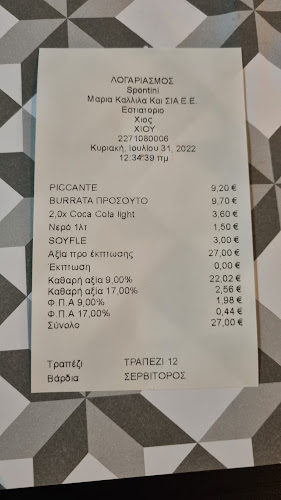 ΛΟΓΑΡΙΑΣΜΟΣ
Spontini
Μαρια Καλλιλα Και ΣΙΑ Ε.Ε.
Εστιατοριο
Χιος
ΧΙΟΥ
2271080006
Κυριακή, Ιουλίου 31, 2022
12:34:39 πμ
PICCANTE 9,20 €
BURRATA ΠΡΟΣΟΥΤΟ 9,70 €
2,0x Coca Cola light 3,60 €
Νερό 1λτ 1,50 €
SOYFLE 3,00 €
Αξία προ έκπτωσης 27,00 €
Έκπτωση 0,00 €
Καθαρή αξία 9,00% 22,02 €
Καθαρή αξία 17,00% 2,56 €
Φ.Π.Α 9,00% 1,98 €
Φ.Π.Α 17,00% 0,44 €
Σύνολο 27,00 €
Τραπέζι ΤΡΑΠΕΖΙ 12
Βάρδια ΣΕΡΒΙΤΟΡΟΣ